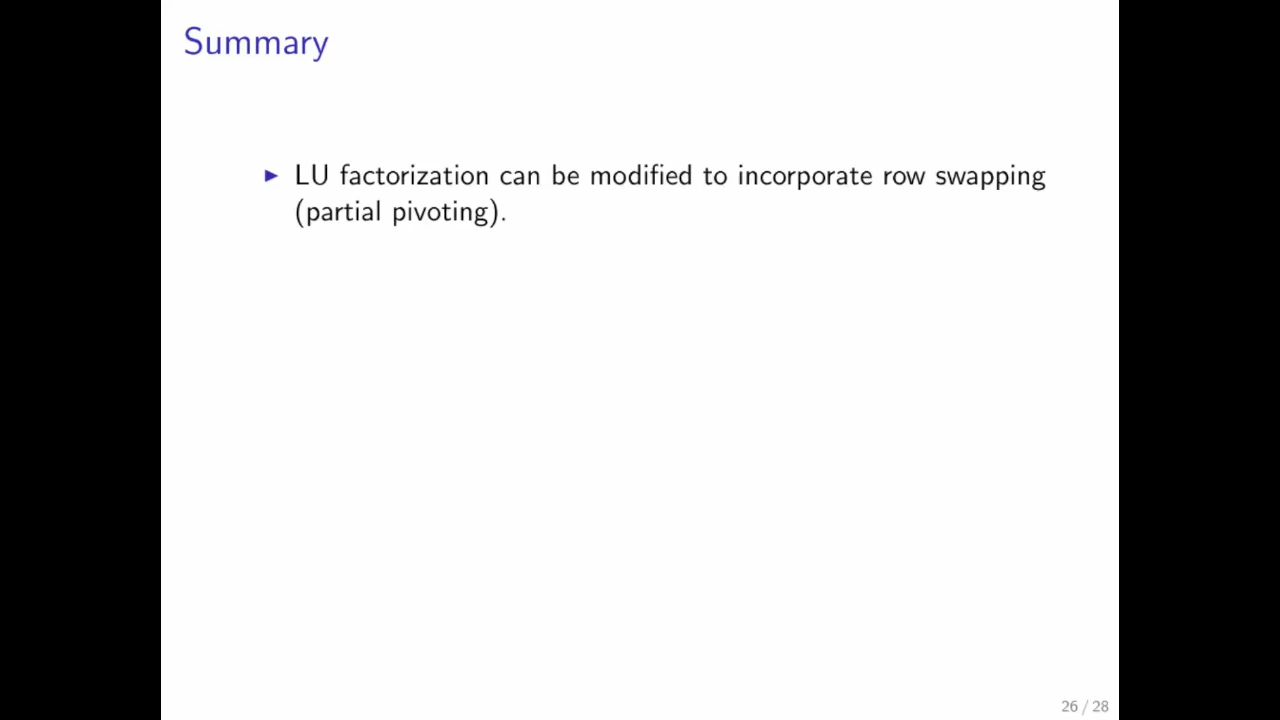 Summary
▶ LU factorization can be modified to incorporate row swapping
(partial pivoting).
26 / 28